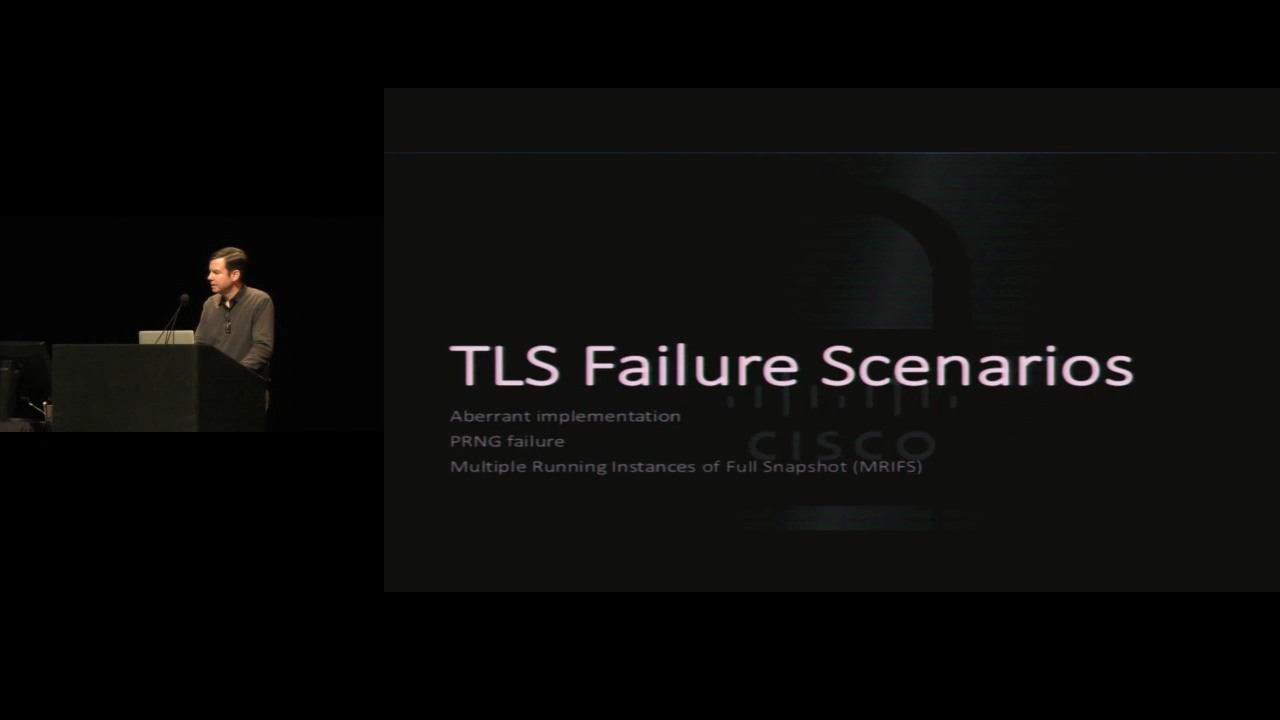 TLS Failure Scenarios
Aberrant implementation
PRNG failure
CISCO
Multiple Running Instances of Full Snapshot (MRIFS)